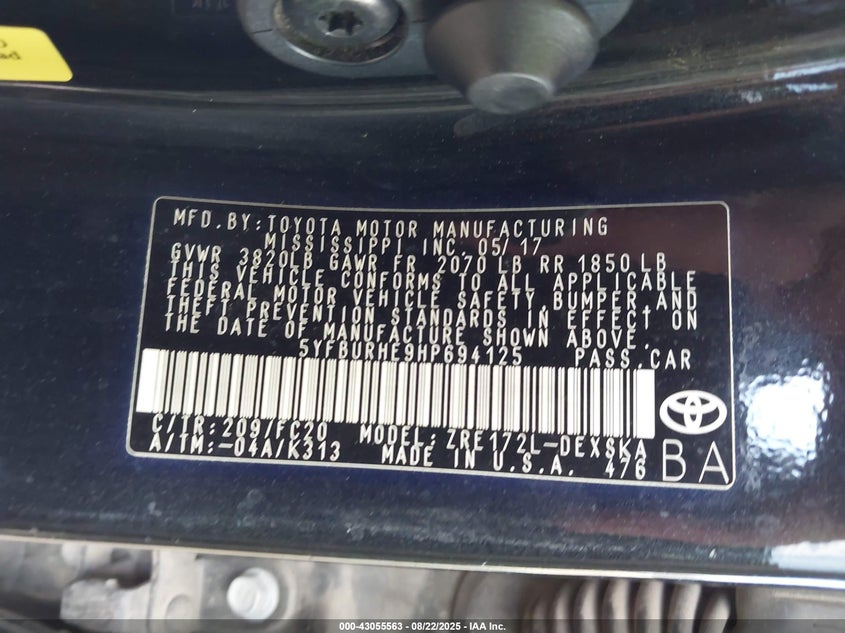 MFD. BY: TOYOTA MOTOR MANUFACTURING
MISSISSIPPI INC. 05/17
GVWR 3820LB GAWR FR 2070 LB RR 1850 LB
THIS VEHICLE CONFORMS TO ALL APPLICABLE
FEDERAL MOTOR VEHICLE SAFETY, BUMPER AND
THEFT PREVENTION STANDARDS IN EFFECT ON
THE DATE OF MANUFACTURE SHOWN ABOVE.
5YFBURHE9HP694125 PASS. CAR
C/TR: 209/FC20 MODEL: ZRE172L-DEXSKA
A/TM: -04A/K313 MADE IN U.S.A. 476
BA
000-43055563 - 08/22/2025 - IAA Inc.